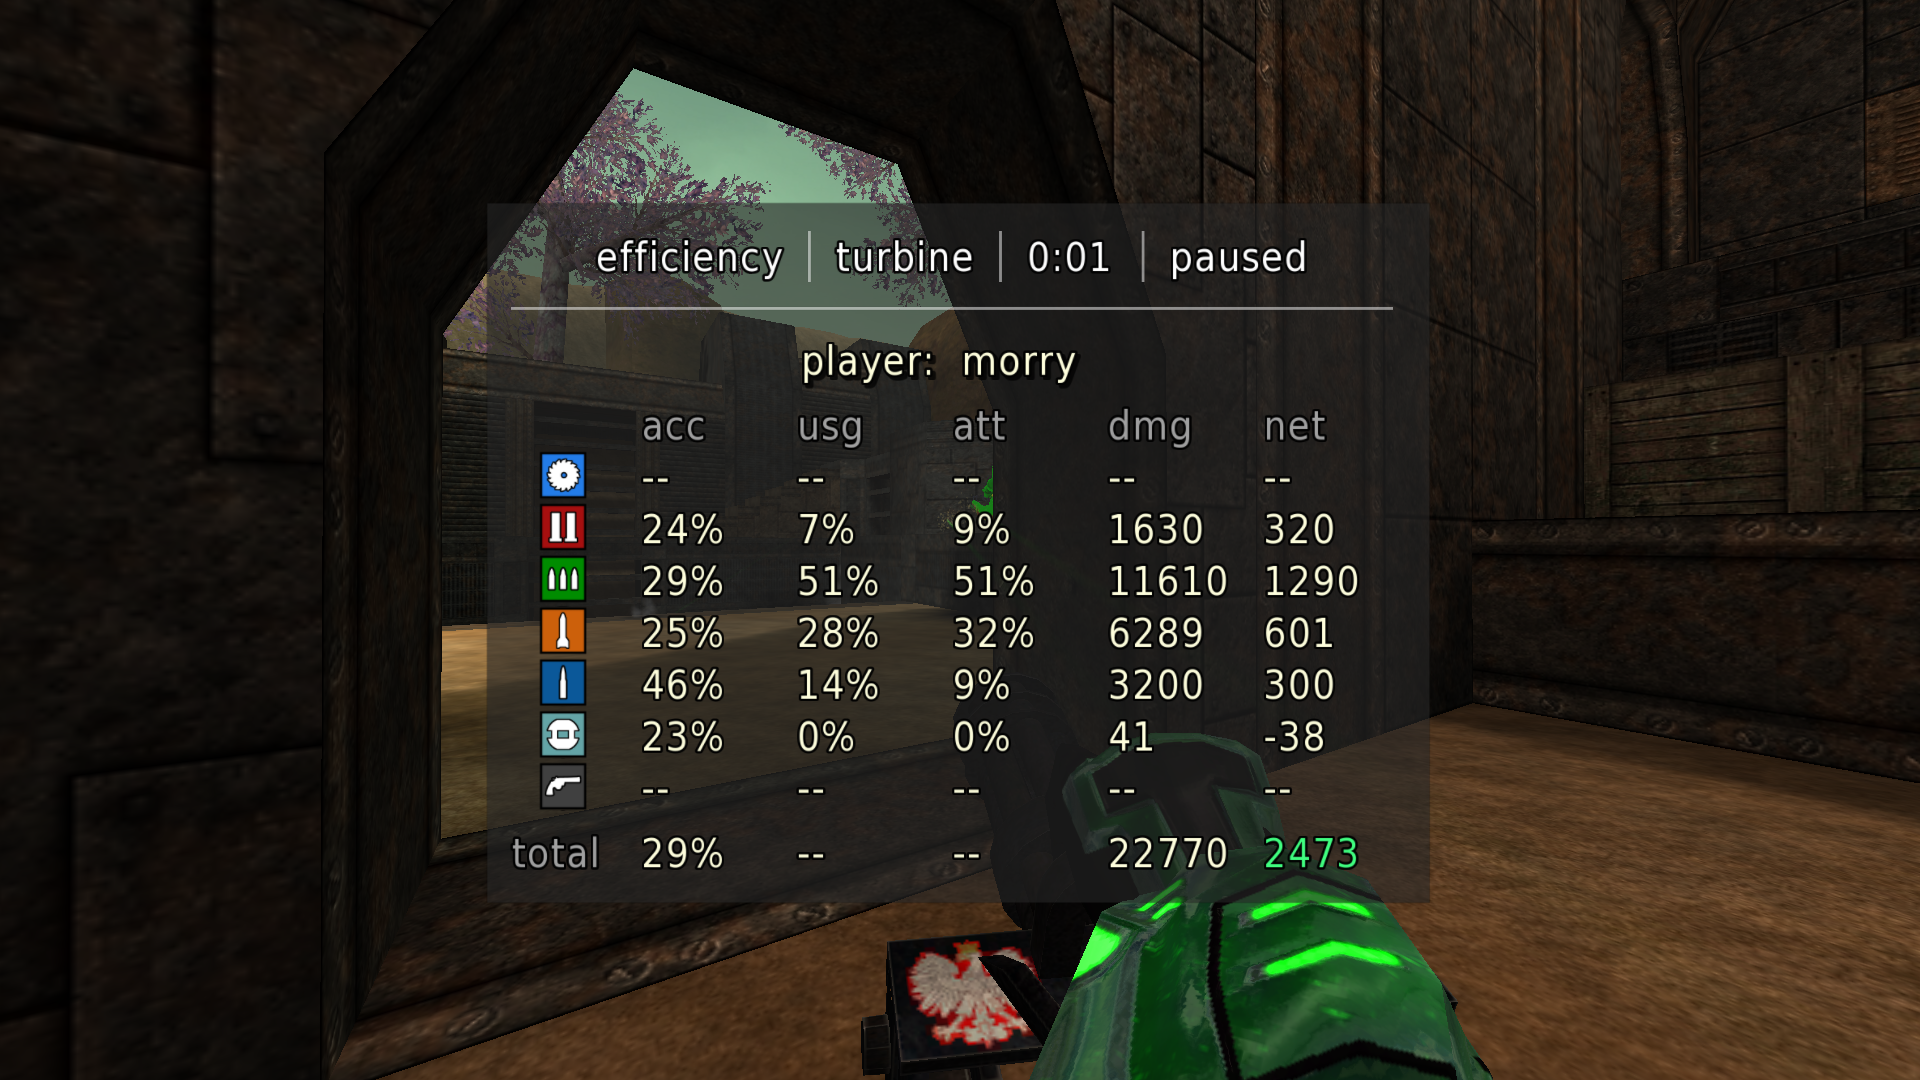 efficiency | turbine | 0:01 | paused
player: morry
acc usg att dmg net
-- -- -- -- --
24% 7% 9% 1630 320
29% 51% 51% 11610 1290
25% 28% 32% 6289 601
46% 14% 9% 3200 300
23% 0% 0% 41 -38
-- -- -- -- --
total 29% -- -- 22770 2473